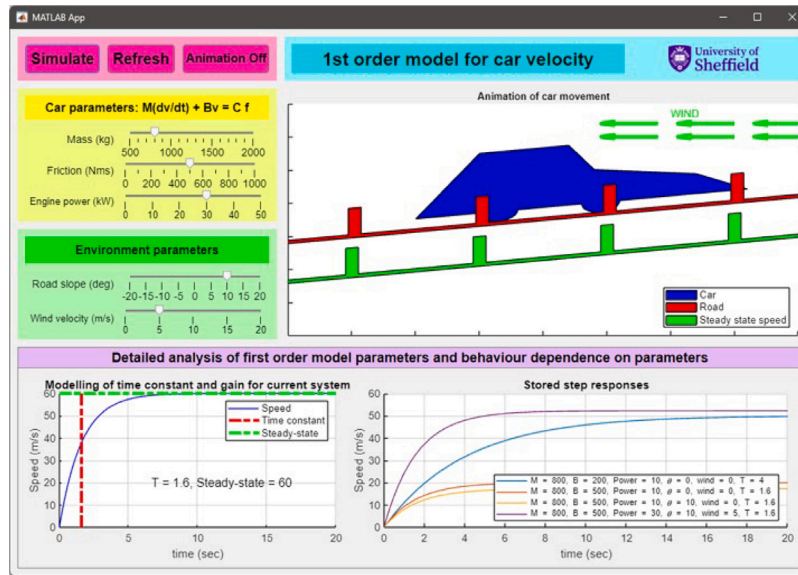 MATLAB App
Simulate Refresh Animation Off
1st order model for car velocity
University of
Sheffield
Car parameters: M(dv/dt) + Bv = C f
Mass (kg)
500 1000 1500 2000
Friction (Nms)
0 200 400 600 800 1000
Engine power (kW)
0 10 20 30 40 50
Environment parameters
Road slope (deg)
-20 -15 -10 -5 0 5 10 15 20
Wind velocity (m/s)
0 5 10 15 20
Animation of car movement
WIND
Car
Road
Steady state speed
Detailed analysis of first order model parameters and behaviour dependence on parameters
Modelling of time constant and gain for current system
60
50
40
30
20
10
0
Speed (m/s)
Speed
Time constant
Steady-state
T = 1.6, Steady-state = 60
0 5 10 15 20
time (sec)
Stored step responses
60
50
40
30
20
10
0
Speed (m/s)
M = 800, B = 200, Power = 10, ø = 0, wind = 0, T = 4
M = 800, B = 500, Power = 10, ø = 0, wind = 0, T = 1.6
M = 800, B = 500, Power = 10, ø = 10, wind = 0, T = 1.6
M = 800, B = 500, Power = 30, ø = 10, wind = 5, T = 1.6
0 2 4 6 8 10 12 14 16 18 20
time (sec)